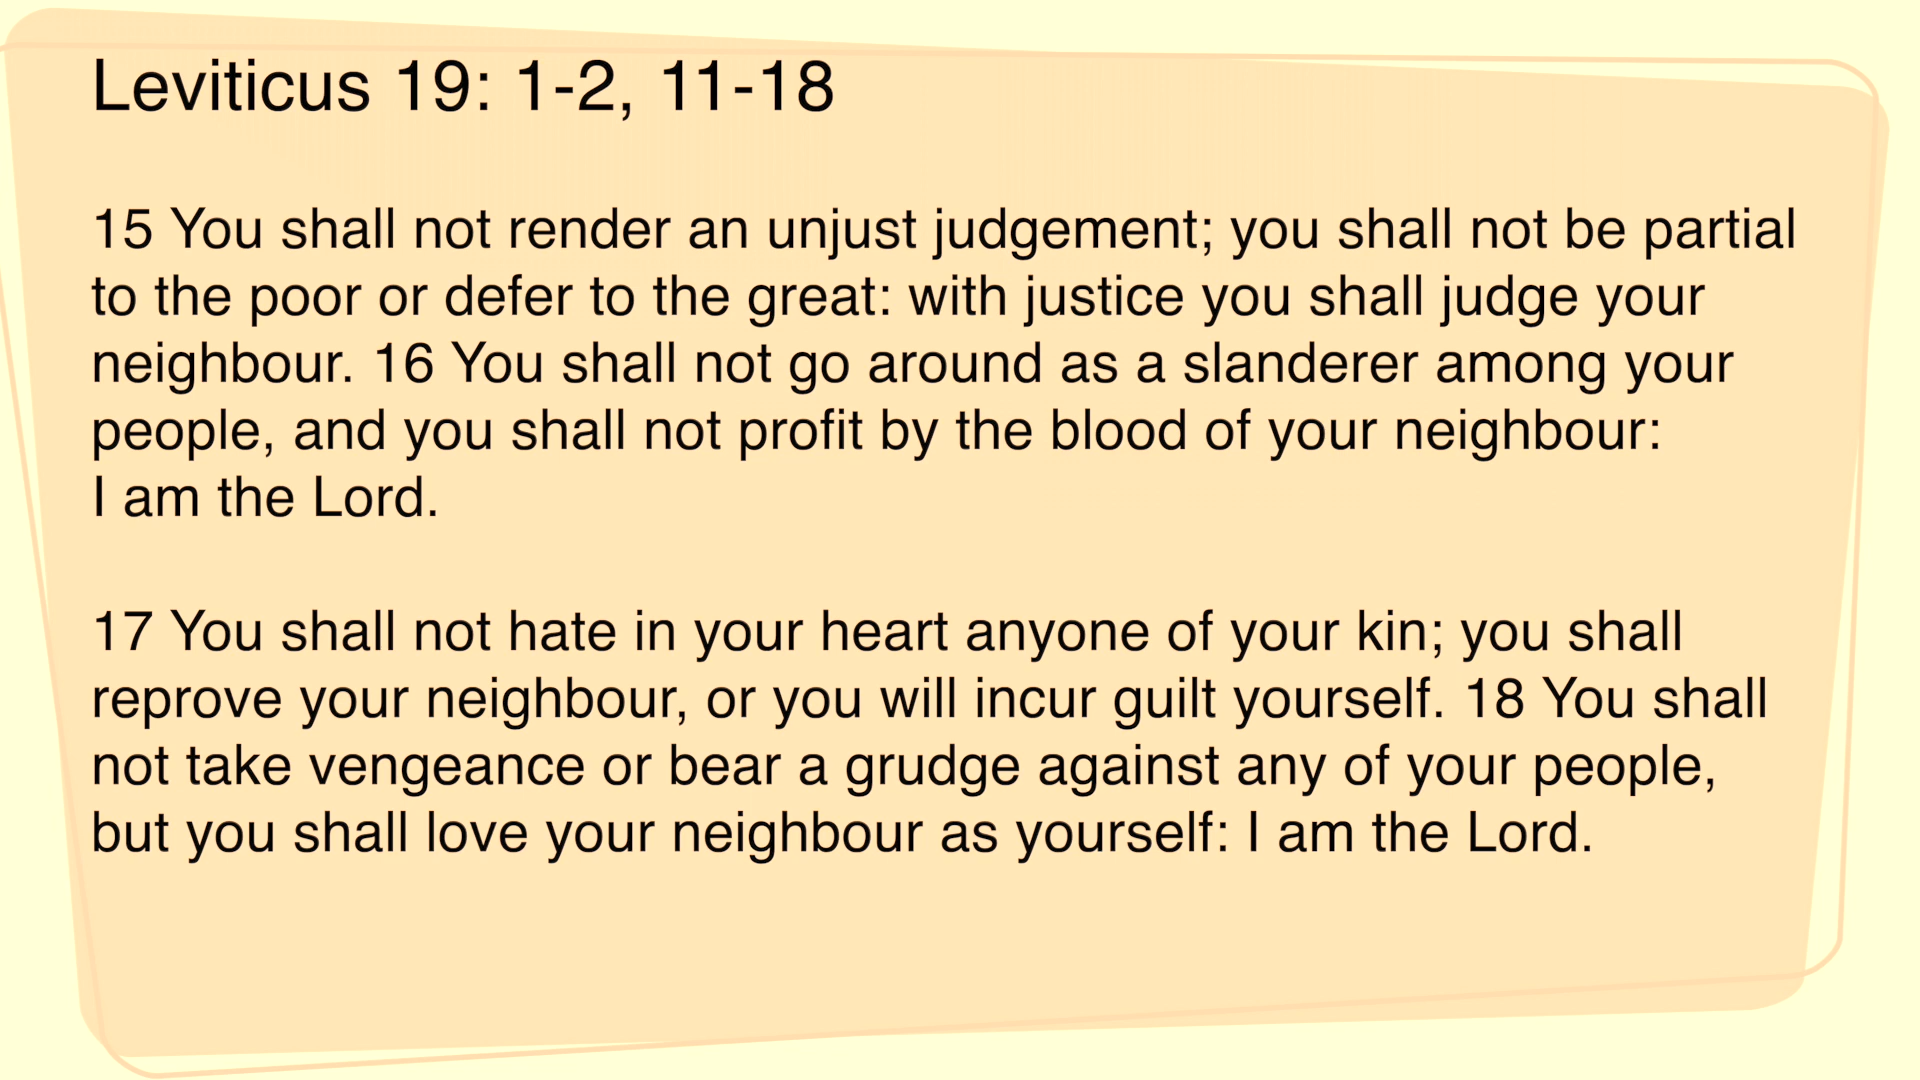 Leviticus 19: 1-2, 11-18
15 You shall not render an unjust judgement; you shall not be partial
to the poor or defer to the great: with justice you shall judge your
neighbour. 16 You shall not go around as a slanderer among your
people, and you shall not profit by the blood of your neighbour:
I am the Lord.
17 You shall not hate in your heart anyone of your kin; you shall
reprove your neighbour, or you will incur guilt yourself. 18 You shall
not take vengeance or bear a grudge against any of your people,
but you shall love your neighbour as yourself: I am the Lord.